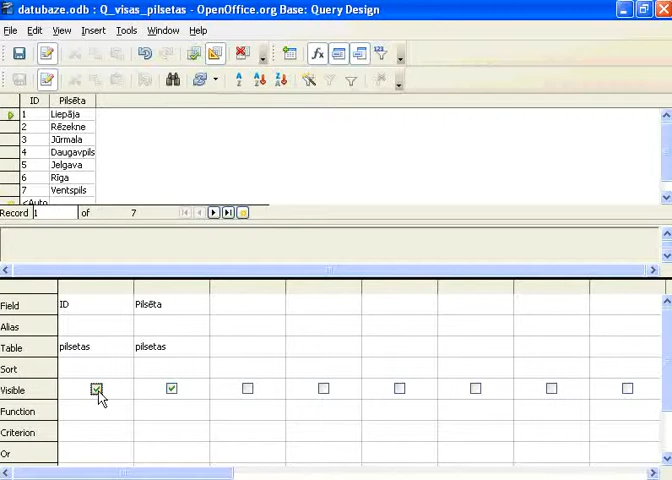 datubaze.odb : Q_visas_pilsetas - OpenOffice.org Base: Query Design
File Edit View Insert Tools Window Help
ID Pilsēta
1 Liepāja
2 Rēzekne
3 Jūrmala
4 Daugavpils
5 Jelgava
6 Rīga
7 Ventspils
<Auto
Record 1 of 7
Field ID Pilsēta
Alias
Table pilsetas pilsetas
Sort
Visible
Function
Criterion
Or